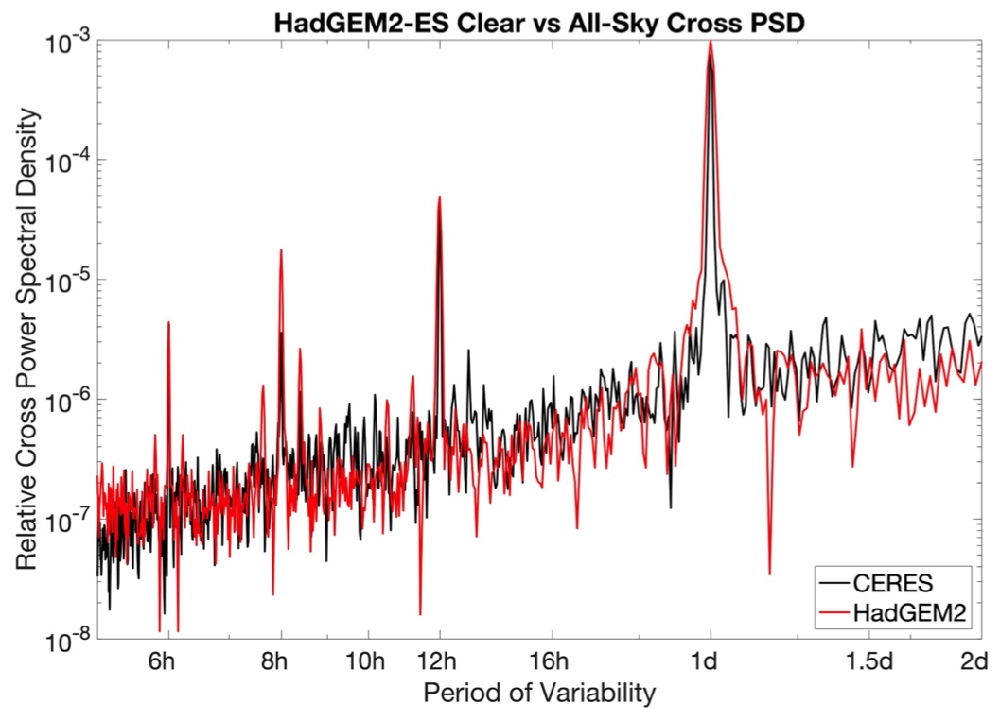 HadGEM2-ES Clear vs All-Sky Cross PSD
Relative Cross Power Spectral Density
10-3
10-4
10-5
10-6
10-7
10-8
CERES
HadGEM2
6h 8h 10h 12h 16h 1d 1.5d 2d
Period of Variability